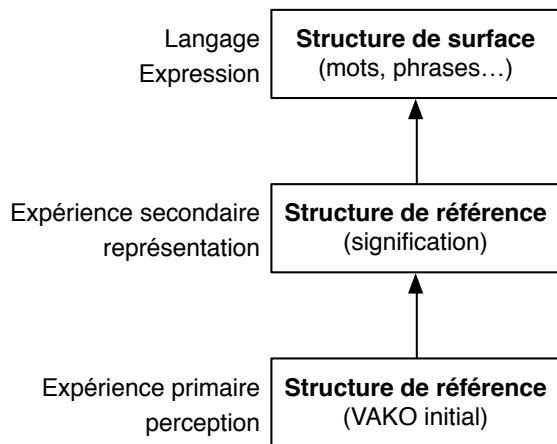 Langage
Expression
Structure de surface
(mots, phrases…)
Expérience secondaire
représentation
Structure de référence
(signification)
Expérience primaire
perception
Structure de référence
(VAKO initial)